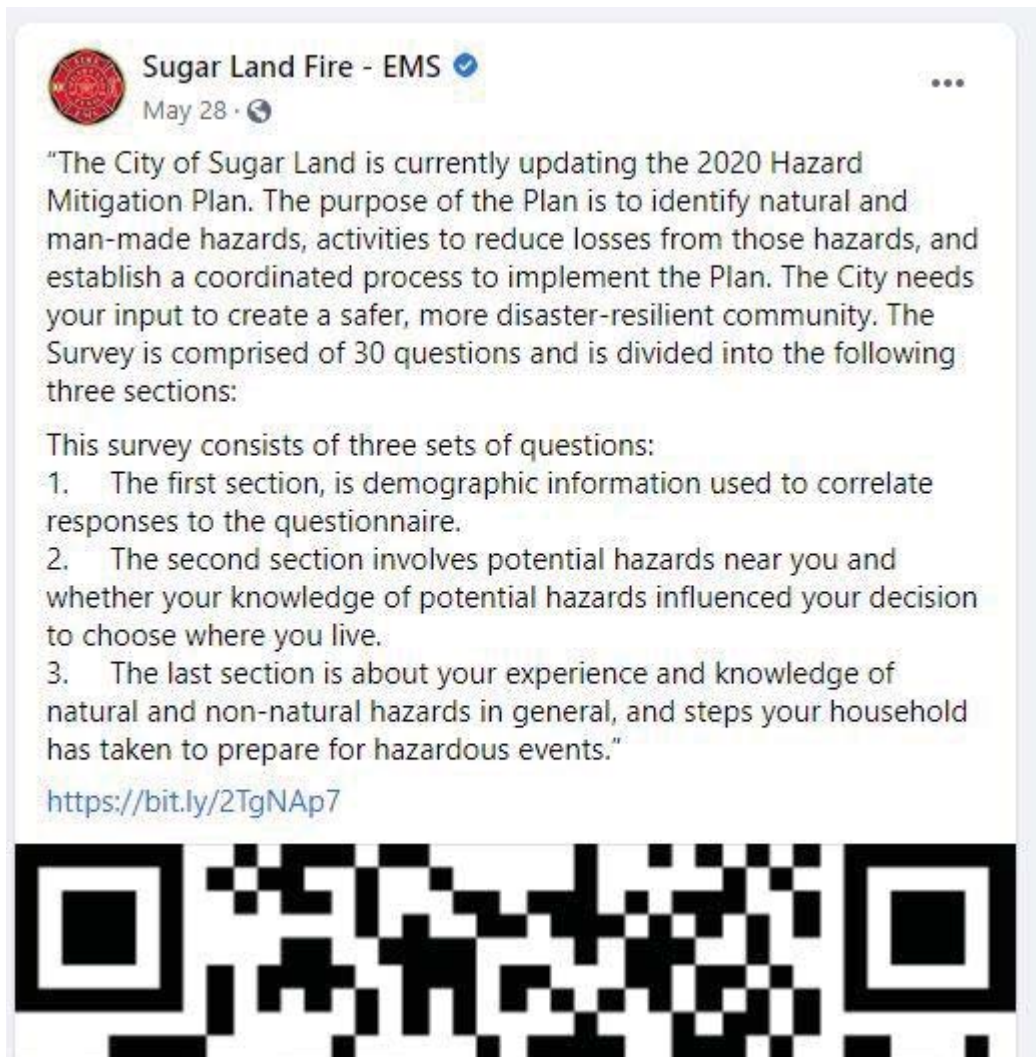 Sugar Land Fire - EMS
May 28 ·
“The City of Sugar Land is currently updating the 2020 Hazard
Mitigation Plan. The purpose of the Plan is to identify natural and
man-made hazards, activities to reduce losses from those hazards, and
establish a coordinated process to implement the Plan. The City needs
your input to create a safer, more disaster-resilient community. The
Survey is comprised of 30 questions and is divided into the following
three sections:
This survey consists of three sets of questions:
1. The first section, is demographic information used to correlate
responses to the questionnaire.
2. The second section involves potential hazards near you and
whether your knowledge of potential hazards influenced your decision
to choose where you live.
3. The last section is about your experience and knowledge of
natural and non-natural hazards in general, and steps your household
has taken to prepare for hazardous events.”
https://bit.ly/2TgNAp7